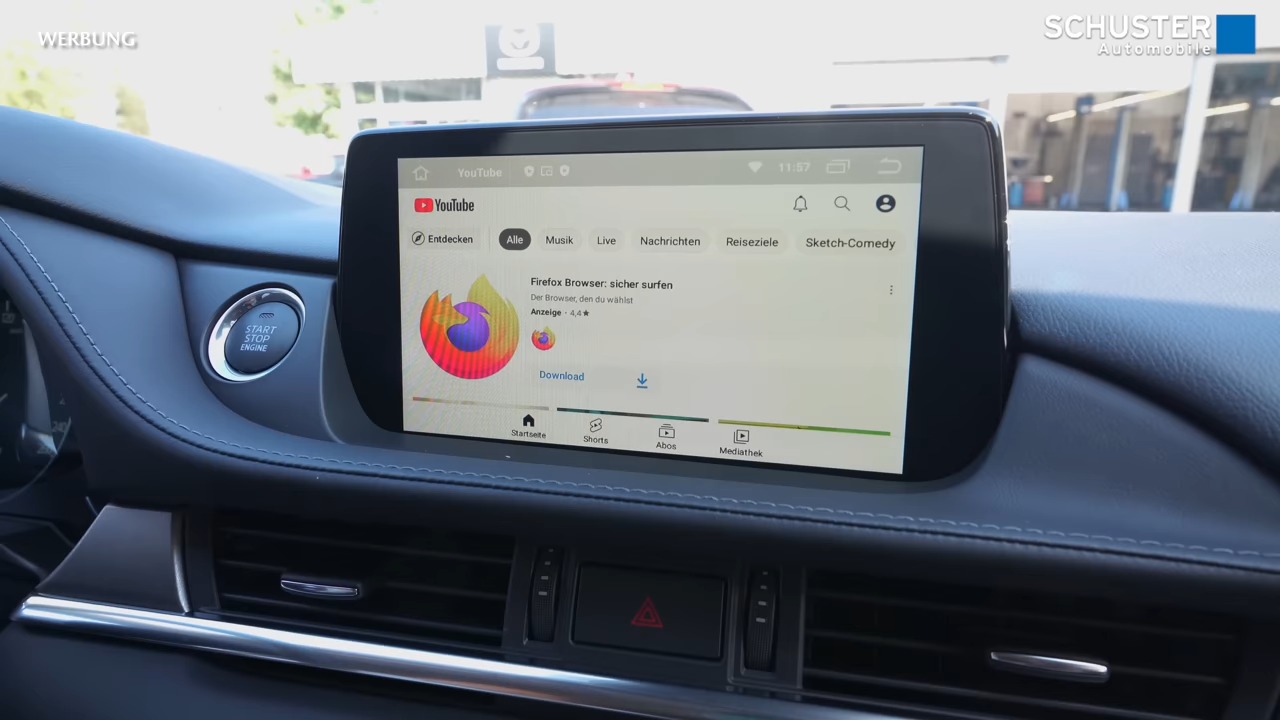 WERBUNG
SCHUSTER
Automobile
YouTube
11:57
YouTube
Entdecken
Alle
Musik
Live
Nachrichten
Reiseziele
Sketch-Comedy
Firefox Browser: sicher surfen
Der Browser, den du wählst
Anzeige · 4,4★
Download
Startseite
Shorts
Abos
Mediathek
START
STOP
ENGINE